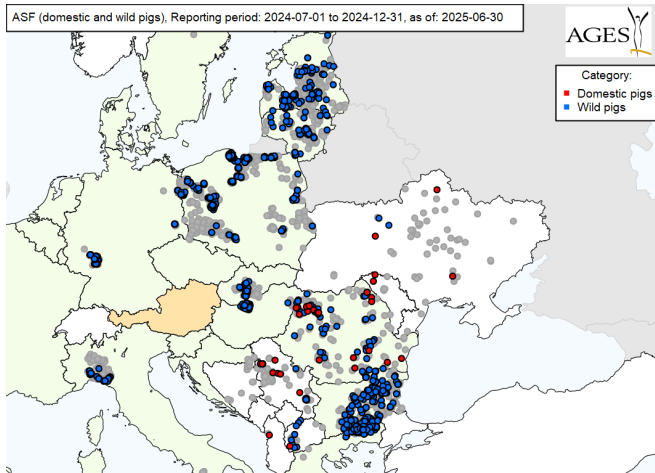 ASF (domestic and wild pigs), Reporting period: 2024-07-01 to 2024-12-31, as of: 2025-06-30
AGES
Category:
Domestic pigs
Wild pigs